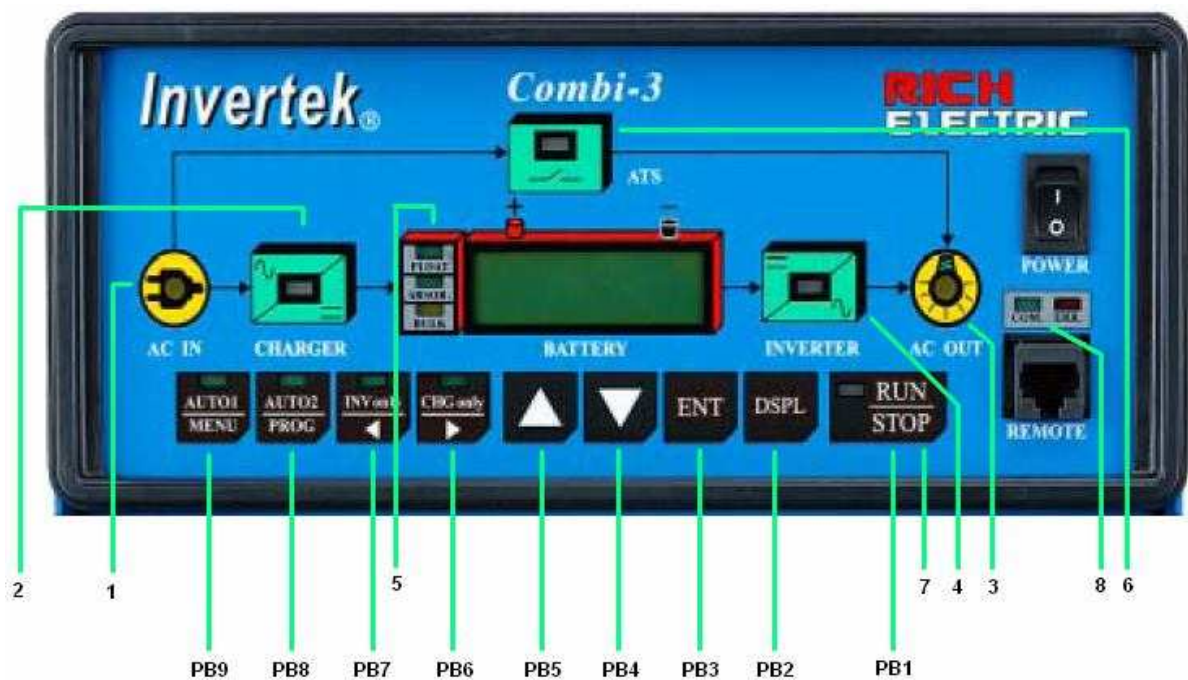 Invertek®
Combi-3
RICH
ELECTRIC
ATS
+
−
I
O
POWER
FLOAT
ABSOR.
BULK
COM. ERR.
AC IN
CHARGER
BATTERY
INVERTER
AC OUT
AUTO1
MENU
AUTO2
PROG
INV only
CHG only
ENT
DSPL
RUN
STOP
REMOTE
2
1
5
7
4
3
8
6
PB9
PB8
PB7
PB6
PB5
PB4
PB3
PB2
PB1